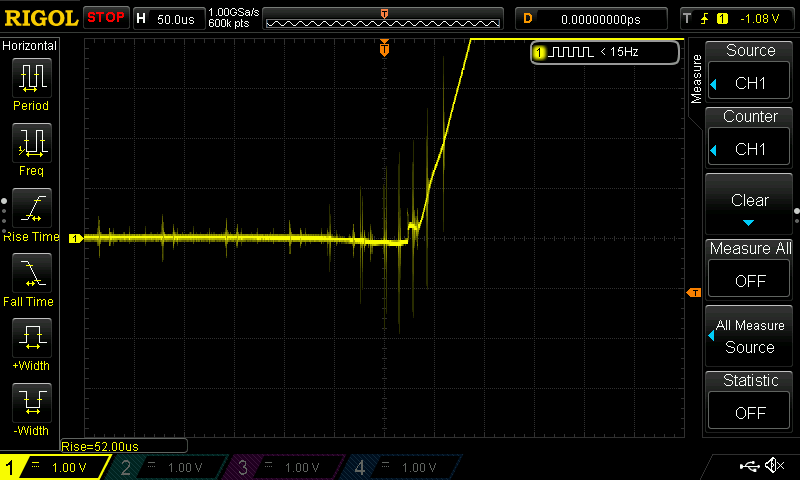 RIGOL STOP H 50.0us 1.00GSa/s 600k pts T D 0.00000000ps T 1 -1.08 V
Horizontal
Period
Freq
Rise Time
Fall Time
+Width
-Width
T
1 < 15Hz
1
T
Rise=52.00us
Measure
Source
CH1
Counter
CH1
Clear
Measure All
OFF
All Measure
Source
Statistic
OFF
1 1.00 V 2 1.00 V 3 1.00 V 4 1.00 V